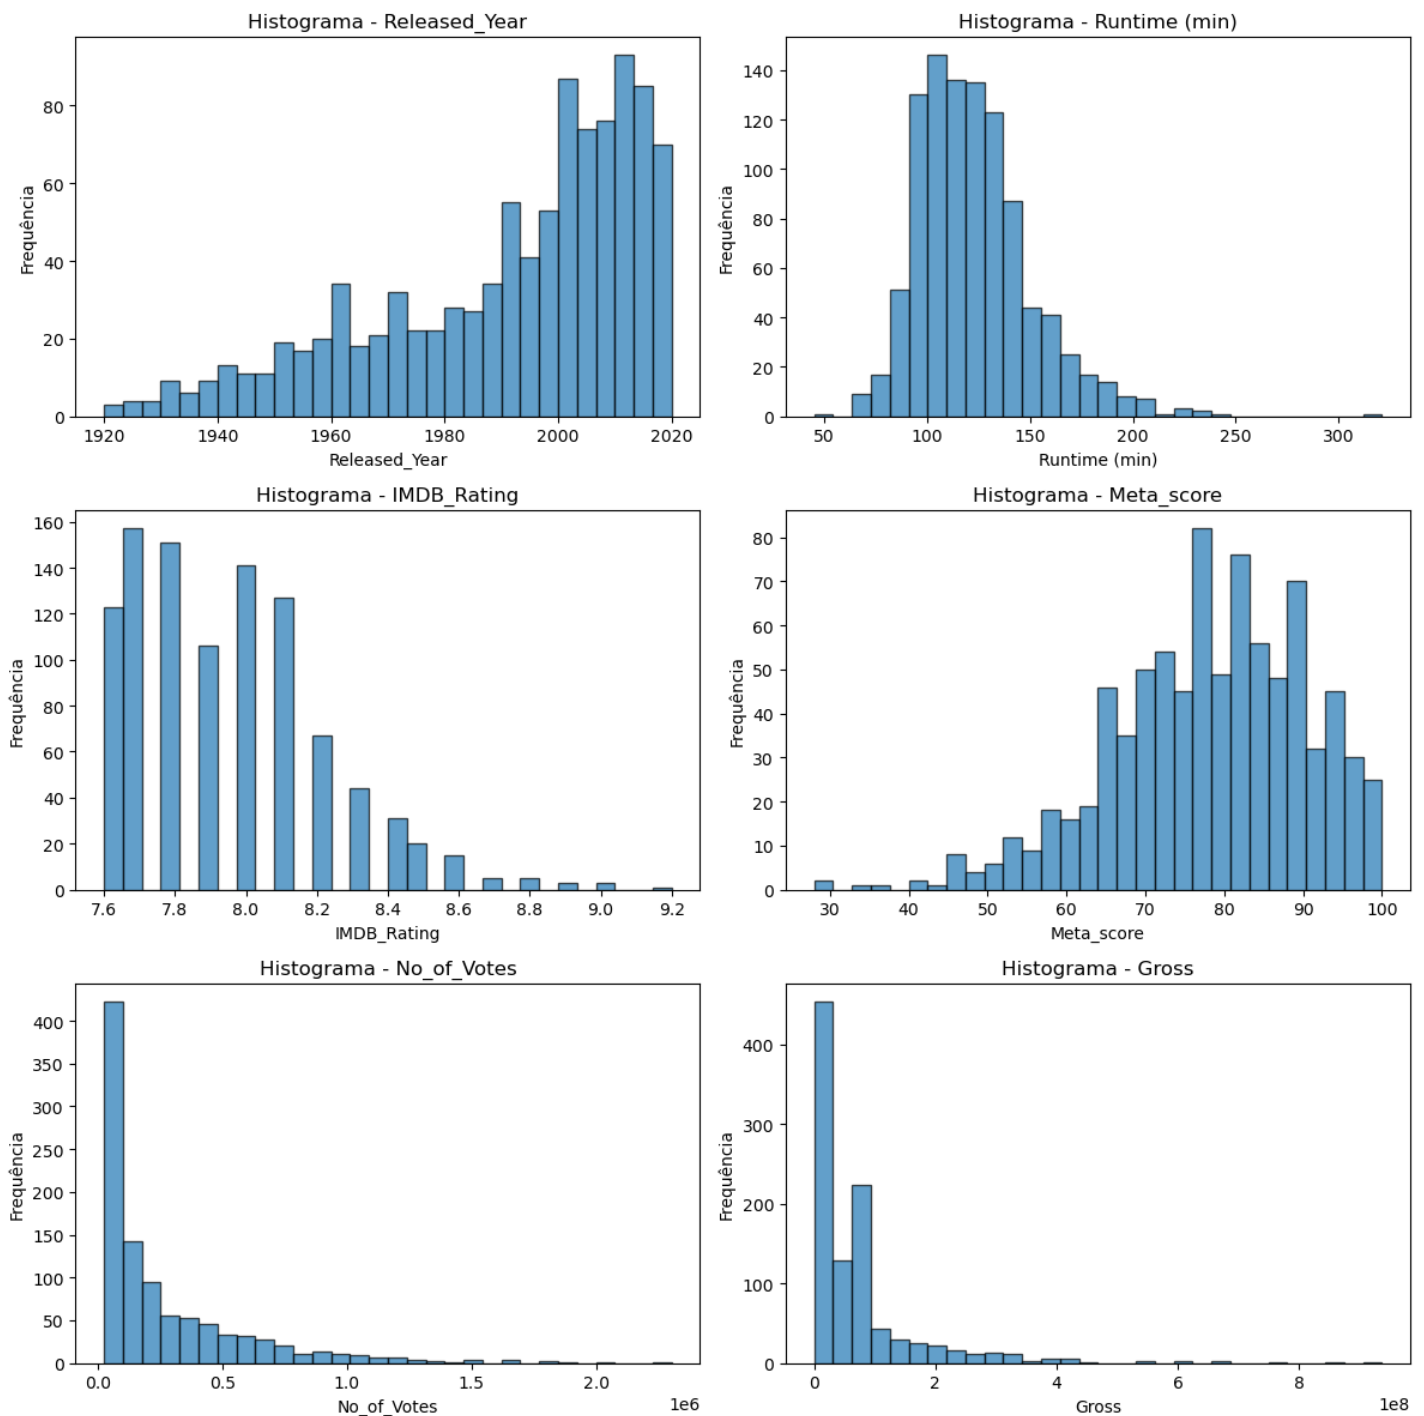 Histograma - Released_Year
80
60
40
20
0
Frequência
1920 1940 1960 1980 2000 2020
Released_Year
Histograma - Runtime (min)
140
120
100
80
60
40
20
0
Frequência
50 100 150 200 250 300
Runtime (min)
Histograma - IMDB_Rating
160
140
120
100
80
60
40
20
0
Frequência
7.6 7.8 8.0 8.2 8.4 8.6 8.8 9.0 9.2
IMDB_Rating
Histograma - Meta_score
80
70
60
50
40
30
20
10
0
Frequência
30 40 50 60 70 80 90 100
Meta_score
Histograma - No_of_Votes
400
350
300
250
200
150
100
50
0
Frequência
0.0 0.5 1.0 1.5 2.0
1e6
No_of_Votes
Histograma - Gross
400
300
200
100
0
Frequência
0 2 4 6 8
1e8
Gross